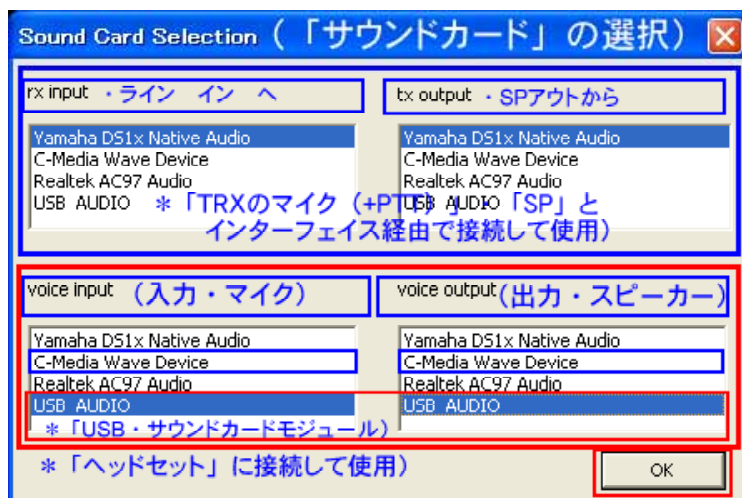 Sound Card Selection (「サウンドカード」の選択)
rx input ・ライン イン へ
tx output ・SPアウトから
Yamaha DS1x Native Audio
C-Media Wave Device
Realtek AC97 Audio
USB AUDIO
Yamaha DS1x Native Audio
C-Media Wave Device
Realtek AC97 Audio
USB AUDIO
*「TRXのマイク(+PTT)」・「SP」と
インターフェイス経由で接続して使用)
voice input (入力・マイク)
voice output (出力・スピーカー)
Yamaha DS1x Native Audio
C-Media Wave Device
Realtek AC97 Audio
USB AUDIO
Yamaha DS1x Native Audio
C-Media Wave Device
Realtek AC97 Audio
USB AUDIO
*「USB・サウンドカードモジュール)
*「ヘッドセット」に接続して使用)
OK